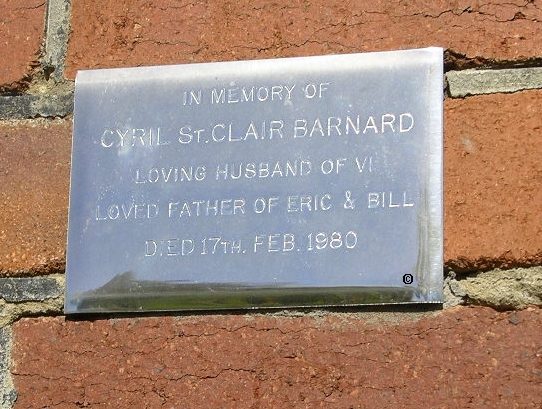 IN MEMORY OF
CYRIL ST. CLAIR BARNARD
LOVING HUSBAND OF VI
LOVED FATHER OF ERIC & BILL
DIED 17TH. FEB. 1980
©